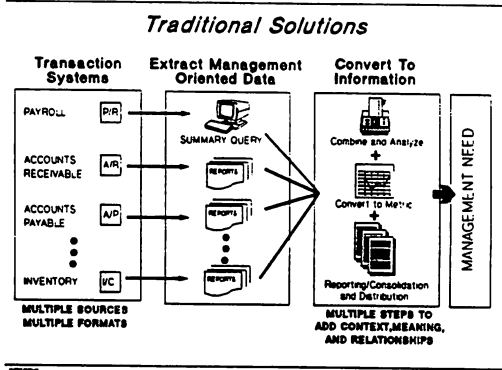 Traditional Solutions
Transaction
Systems
Extract Management
Oriented Data
Convert To
Information
PAYROLL
P/R
SUMMARY QUERY
ACCOUNTS
RECEIVABLE
A/R
REPORTS
ACCOUNTS
PAYABLE
A/P
REPORTS
INVENTORY
I/C
REPORTS
MULTIPLE SOURCES
MULTIPLE FORMATS
Combine and Analyze
+
Convert to Metric
+
Reporting/Consolidation
and Distribution
MULTIPLE STEPS TO
ADD CONTEXT,MEANING,
AND RELATIONSHIPS
MANAGEMENT NEED